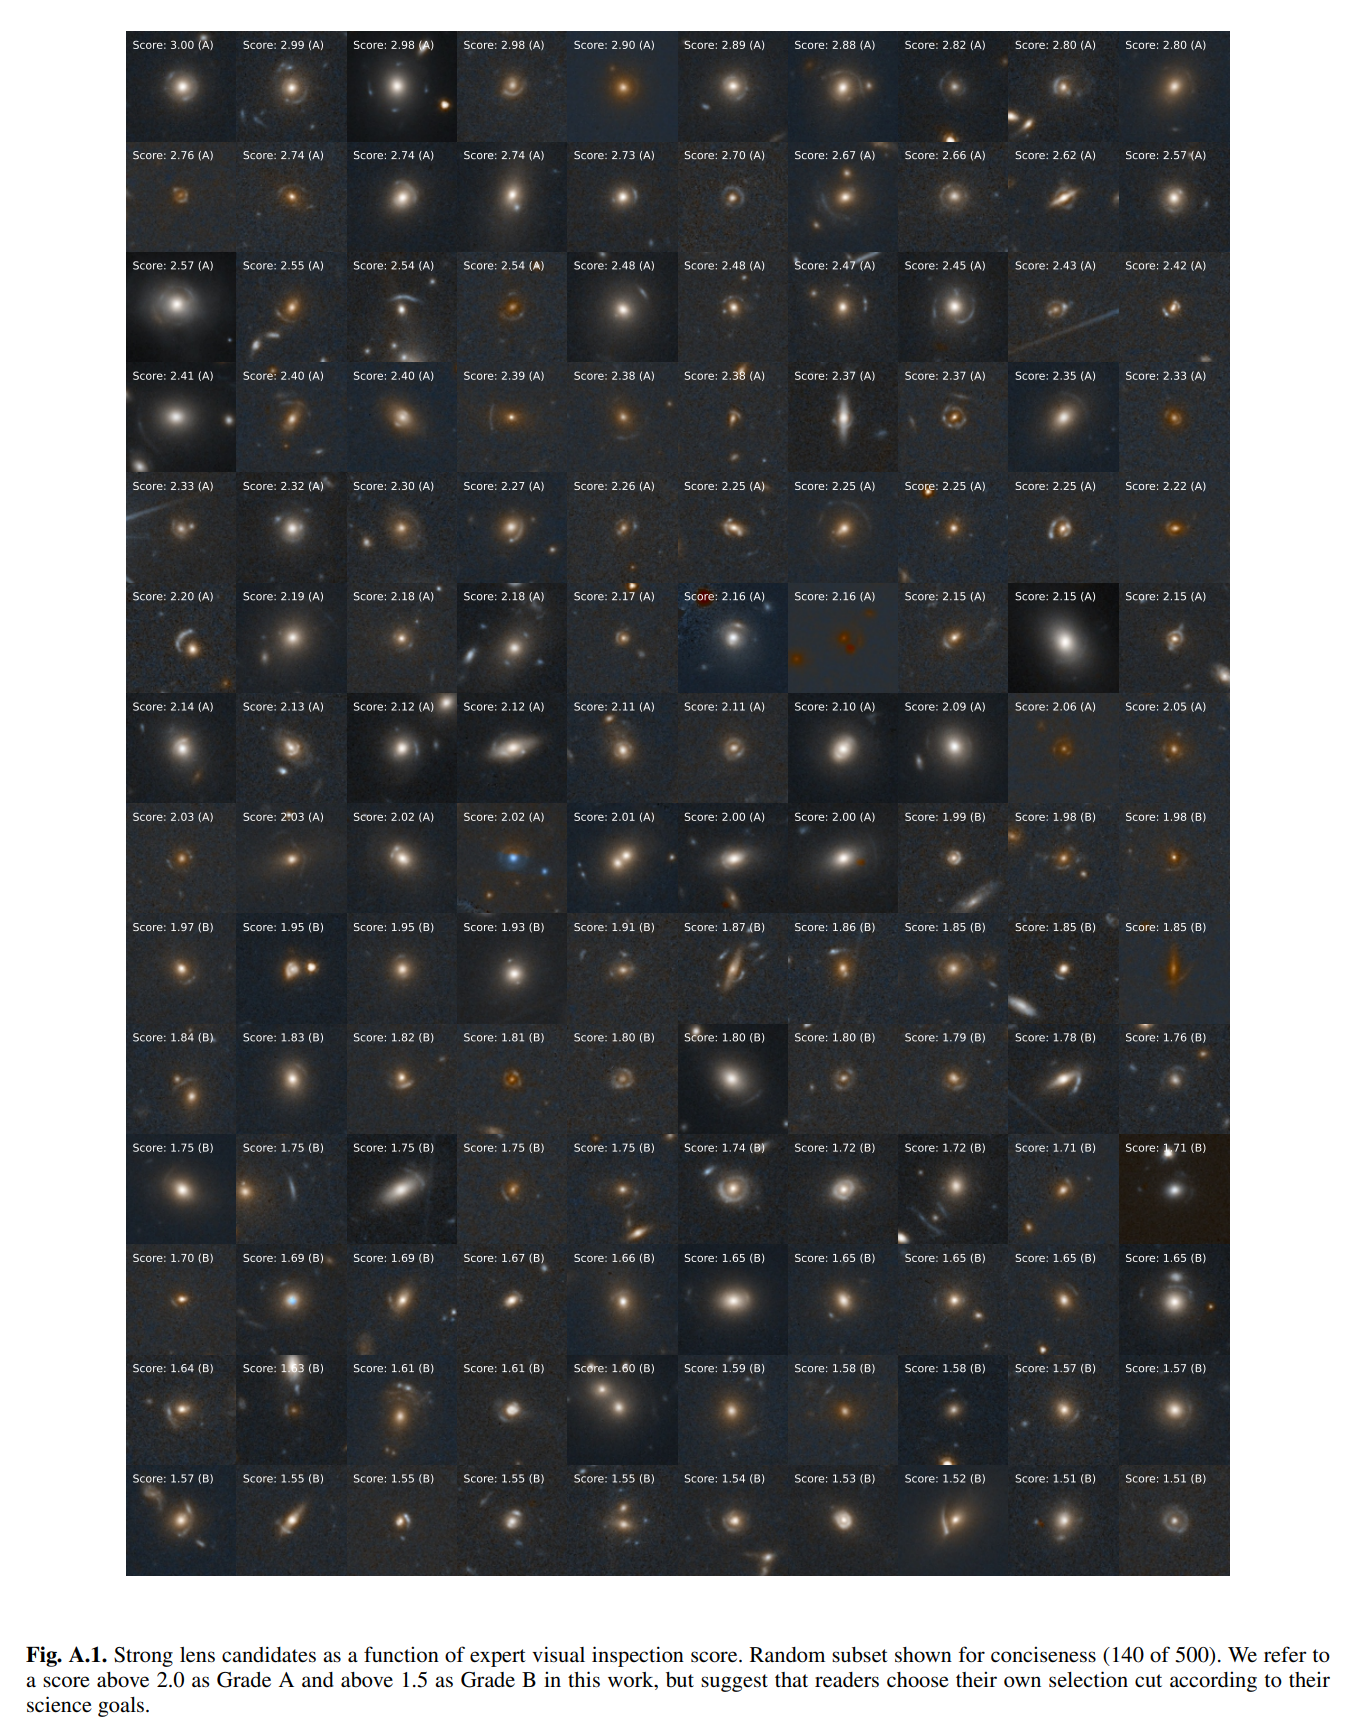 Score: 3.00 (A) Score: 2.99 (A) Score: 2.98 (A) Score: 2.98 (A) Score: 2.90 (A) Score: 2.89 (A) Score: 2.88 (A) Score: 2.82 (A) Score: 2.80 (A) Score: 2.80 (A)
Score: 2.76 (A) Score: 2.74 (A) Score: 2.74 (A) Score: 2.74 (A) Score: 2.73 (A) Score: 2.70 (A) Score: 2.67 (A) Score: 2.66 (A) Score: 2.62 (A) Score: 2.57 (A)
Score: 2.57 (A) Score: 2.55 (A) Score: 2.54 (A) Score: 2.54 (A) Score: 2.48 (A) Score: 2.48 (A) Score: 2.47 (A) Score: 2.45 (A) Score: 2.43 (A) Score: 2.42 (A)
Score: 2.41 (A) Score: 2.40 (A) Score: 2.40 (A) Score: 2.39 (A) Score: 2.38 (A) Score: 2.38 (A) Score: 2.37 (A) Score: 2.37 (A) Score: 2.35 (A) Score: 2.33 (A)
Score: 2.33 (A) Score: 2.32 (A) Score: 2.30 (A) Score: 2.27 (A) Score: 2.26 (A) Score: 2.25 (A) Score: 2.25 (A) Score: 2.25 (A) Score: 2.25 (A) Score: 2.22 (A)
Score: 2.20 (A) Score: 2.19 (A) Score: 2.18 (A) Score: 2.18 (A) Score: 2.17 (A) Score: 2.16 (A) Score: 2.16 (A) Score: 2.15 (A) Score: 2.15 (A) Score: 2.15 (A)
Score: 2.14 (A) Score: 2.13 (A) Score: 2.12 (A) Score: 2.12 (A) Score: 2.11 (A) Score: 2.11 (A) Score: 2.10 (A) Score: 2.09 (A) Score: 2.06 (A) Score: 2.05 (A)
Score: 2.03 (A) Score: 2.03 (A) Score: 2.02 (A) Score: 2.02 (A) Score: 2.01 (A) Score: 2.00 (A) Score: 2.00 (A) Score: 1.99 (B) Score: 1.98 (B) Score: 1.98 (B)
Score: 1.97 (B) Score: 1.95 (B) Score: 1.95 (B) Score: 1.93 (B) Score: 1.91 (B) Score: 1.87 (B) Score: 1.86 (B) Score: 1.85 (B) Score: 1.85 (B) Score: 1.85 (B)
Score: 1.84 (B) Score: 1.83 (B) Score: 1.82 (B) Score: 1.81 (B) Score: 1.80 (B) Score: 1.80 (B) Score: 1.80 (B) Score: 1.79 (B) Score: 1.78 (B) Score: 1.76 (B)
Score: 1.75 (B) Score: 1.75 (B) Score: 1.75 (B) Score: 1.75 (B) Score: 1.75 (B) Score: 1.74 (B) Score: 1.72 (B) Score: 1.72 (B) Score: 1.71 (B) Score: 1.71 (B)
Score: 1.70 (B) Score: 1.69 (B) Score: 1.69 (B) Score: 1.67 (B) Score: 1.66 (B) Score: 1.65 (B) Score: 1.65 (B) Score: 1.65 (B) Score: 1.65 (B) Score: 1.65 (B)
Score: 1.64 (B) Score: 1.63 (B) Score: 1.61 (B) Score: 1.61 (B) Score: 1.60 (B) Score: 1.59 (B) Score: 1.58 (B) Score: 1.58 (B) Score: 1.57 (B) Score: 1.57 (B)
Score: 1.57 (B) Score: 1.55 (B) Score: 1.55 (B) Score: 1.55 (B) Score: 1.55 (B) Score: 1.54 (B) Score: 1.53 (B) Score: 1.52 (B) Score: 1.51 (B) Score: 1.51 (B)
Fig. A.1. Strong lens candidates as a function of expert visual inspection score. Random subset shown for conciseness (140 of 500). We refer to
a score above 2.0 as Grade A and above 1.5 as Grade B in this work, but suggest that readers choose their own selection cut according to their
science goals.